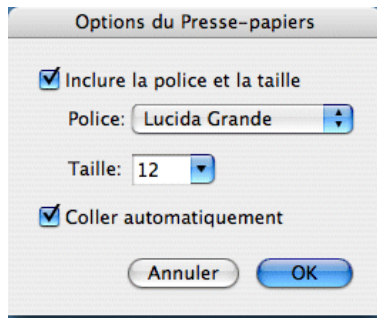 Options du Presse-papiers
Inclure la police et la taille
Police: Lucida Grande
Taille: 12
Coller automatiquement
Annuler OK